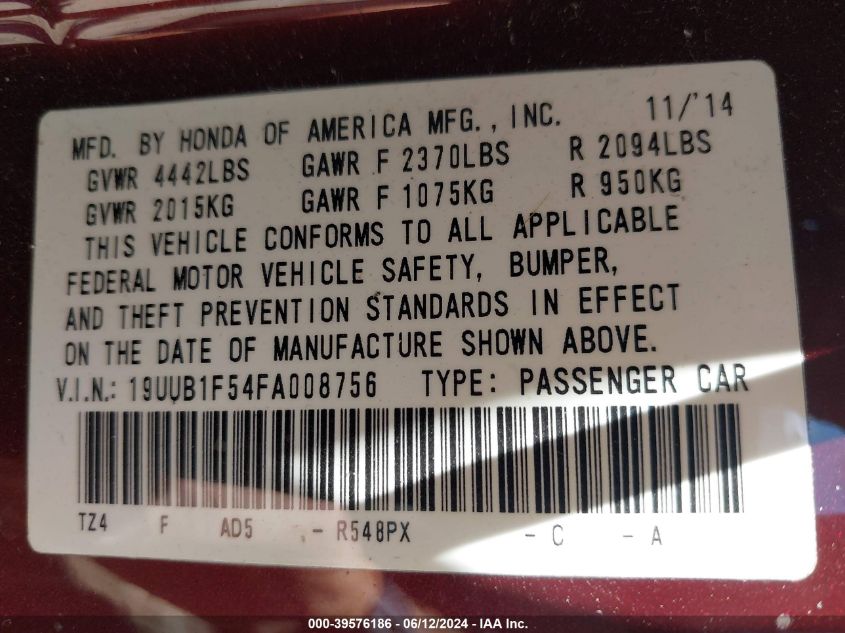 MFD. BY HONDA OF AMERICA MFG., INC. 11/'14
GVWR 4442LBS GAWR F 2370LBS R 2094LBS
GVWR 2015KG GAWR F 1075KG R 950KG
THIS VEHICLE CONFORMS TO ALL APPLICABLE
FEDERAL MOTOR VEHICLE SAFETY, BUMPER,
AND THEFT PREVENTION STANDARDS IN EFFECT
ON THE DATE OF MANUFACTURE SHOWN ABOVE.
V.I.N.: 19UUB1F54FA008756 TYPE: PASSENGER CAR
TZ4 F AD5 - R548PX - C - A
000-39576186 - 06/12/2024 - IAA Inc.